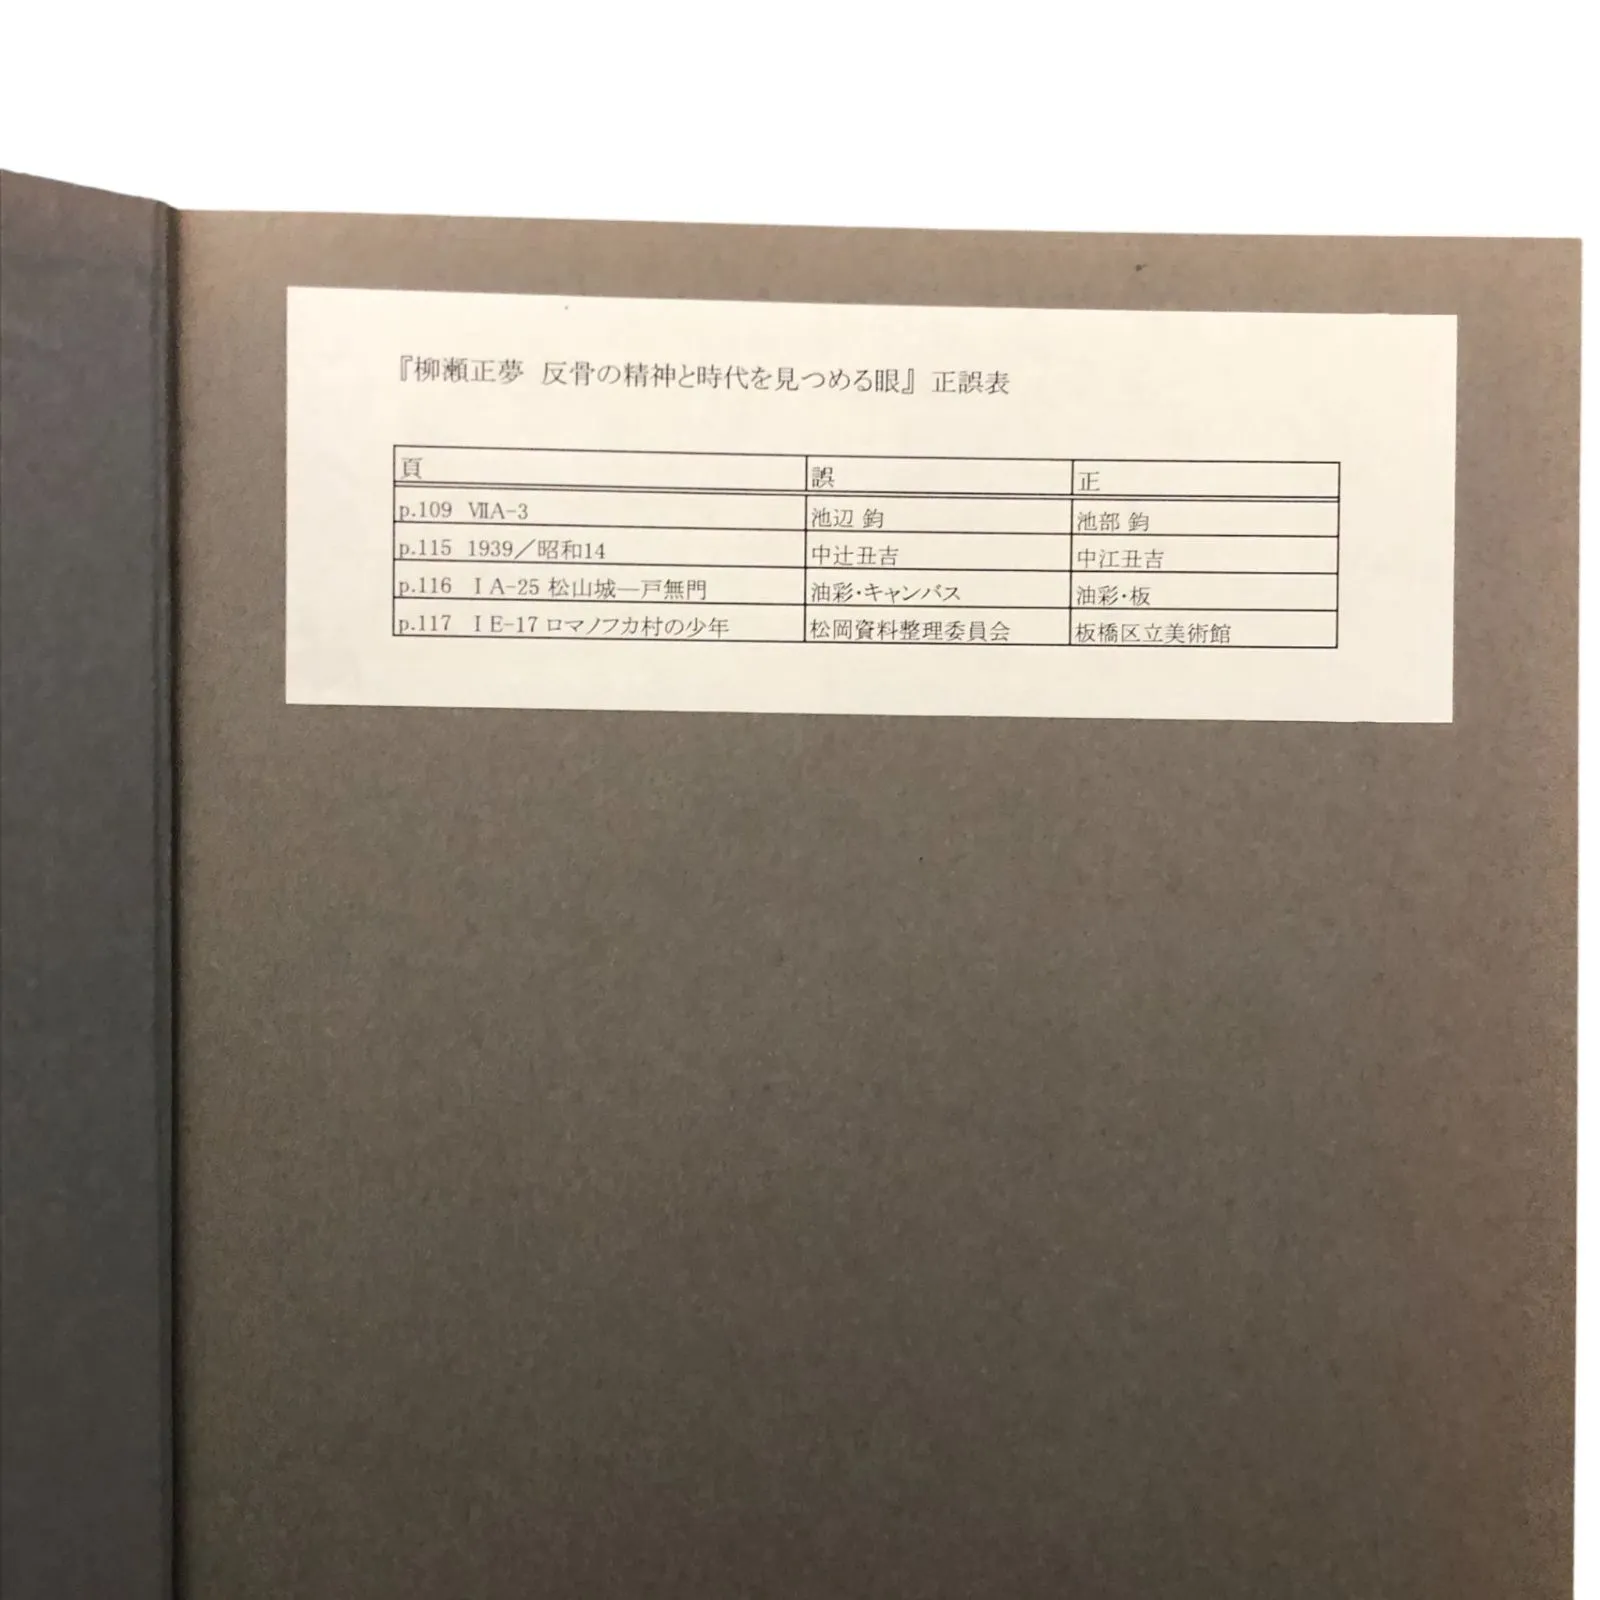 『柳瀬正夢 反骨の精神と時代を見つめる眼』 正誤表
頁 誤 正
p.109 ⅦA-3 池辺 鈞 池部 鈞
p.115 1939／昭和14 中辻丑吉 中江丑吉
p.116 ⅠA-25 松山城―戸無門 油彩・キャンバス 油彩・板
p.117 ⅠE-17 ロマノフカ村の少年 松岡資料整理委員会 板橋区立美術館